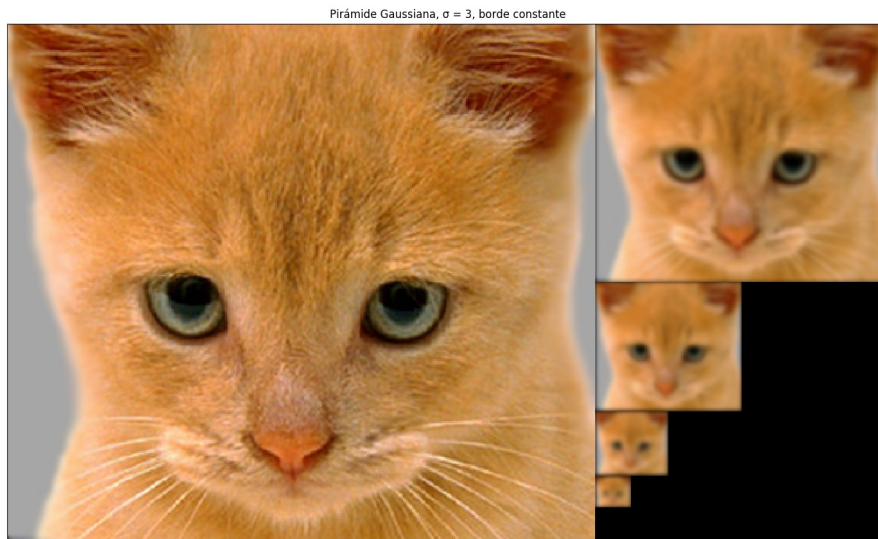 Pirámide Gaussiana, σ = 3, borde constante